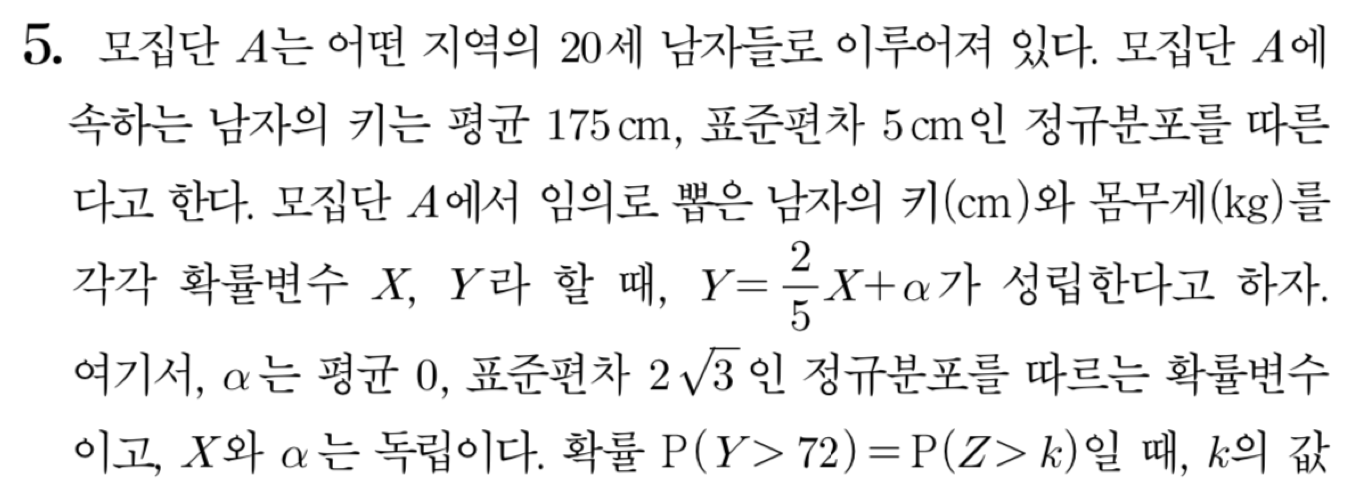 5. 모집단 A는 어떤 지역의 20세 남자들로 이루어져 있다. 모집단 A에
속하는 남자의 키는 평균 175cm, 표준편차 5cm인 정규분포를 따른
다고 한다. 모집단 A에서 임의로 뽑은 남자의 키(cm)와 몸무게(kg)를
각각 확률변수 X, Y라 할 때, Y=\frac{2}{5}X+α가 성립한다고 하자.
여기서, α는 평균 0, 표준편차 2√3인 정규분포를 따르는 확률변수
이고, X와 α는 독립이다. 확률 P(Y>72)=P(Z>k)일 때, k의 값